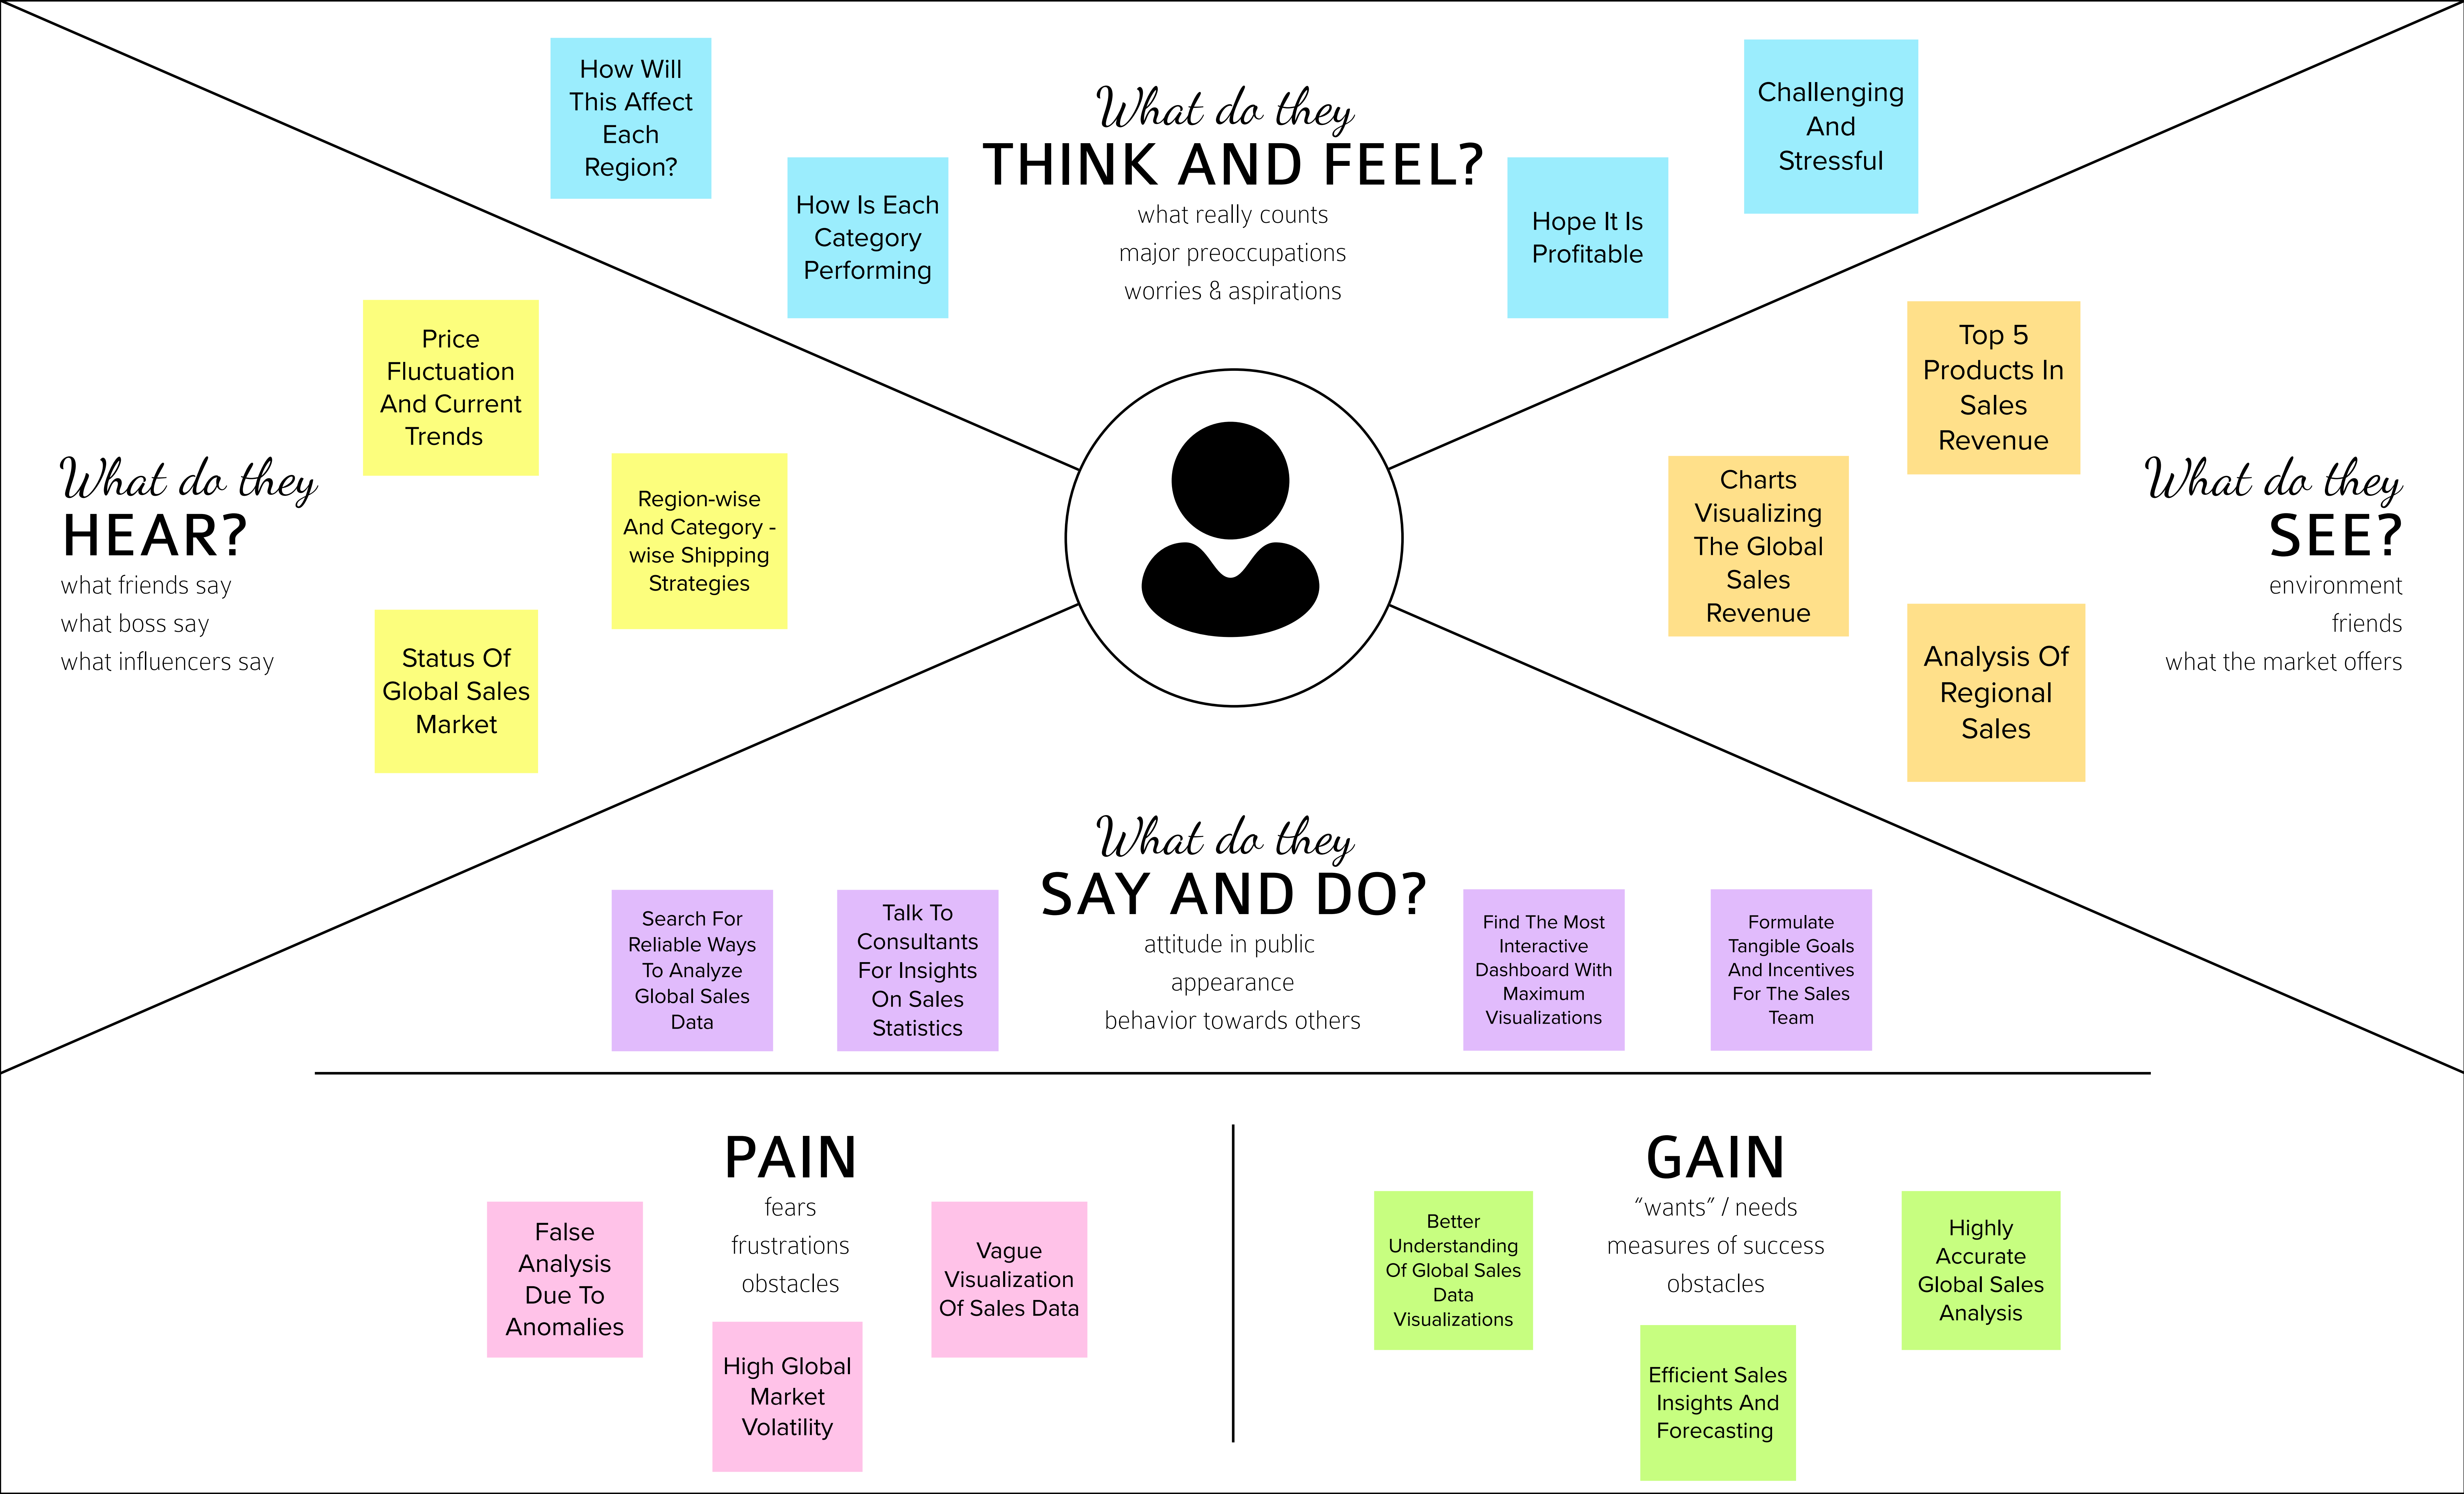 How Will
This Affect
Each
Region?
How Is Each
Category
Performing
What do they
THINK AND FEEL?
what really counts
major preoccupations
worries & aspirations
Hope It Is
Profitable
Challenging
And
Stressful
What do they
HEAR?
what friends say
what boss say
what influencers say
Price
Fluctuation
And Current
Trends
Region-wise
And Category -
wise Shipping
Strategies
Status Of
Global Sales
Market
Top 5
Products In
Sales
Revenue
Charts
Visualizing
The Global
Sales
Revenue
Analysis Of
Regional
Sales
What do they
SEE?
environment
friends
what the market offers
What do they
SAY AND DO?
attitude in public
appearance
behavior towards others
Search For
Reliable Ways
To Analyze
Global Sales
Data
Talk To
Consultants
For Insights
On Sales
Statistics
Find The Most
Interactive
Dashboard With
Maximum
Visualizations
Formulate
Tangible Goals
And Incentives
For The Sales
Team
PAIN
fears
frustrations
obstacles
False
Analysis
Due To
Anomalies
High Global
Market
Volatility
Vague
Visualization
Of Sales Data
GAIN
“wants” / needs
measures of success
obstacles
Better
Understanding
Of Global Sales
Data
Visualizations
Efficient Sales
Insights And
Forecasting
Highly
Accurate
Global Sales
Analysis